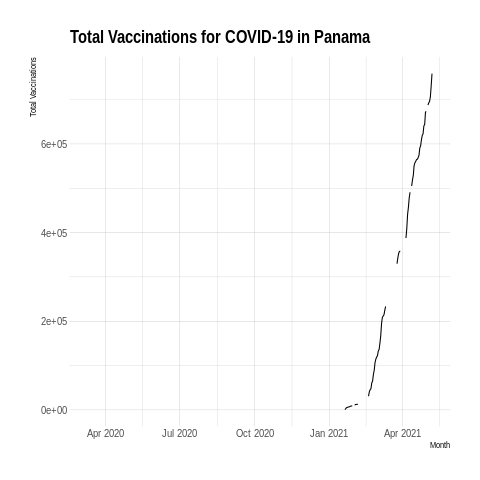 Total Vaccinations for COVID-19 in Panama
Total Vaccinations
6e+05
4e+05
2e+05
0e+00
Apr 2020
Jul 2020
Oct 2020
Jan 2021
Apr 2021
Month